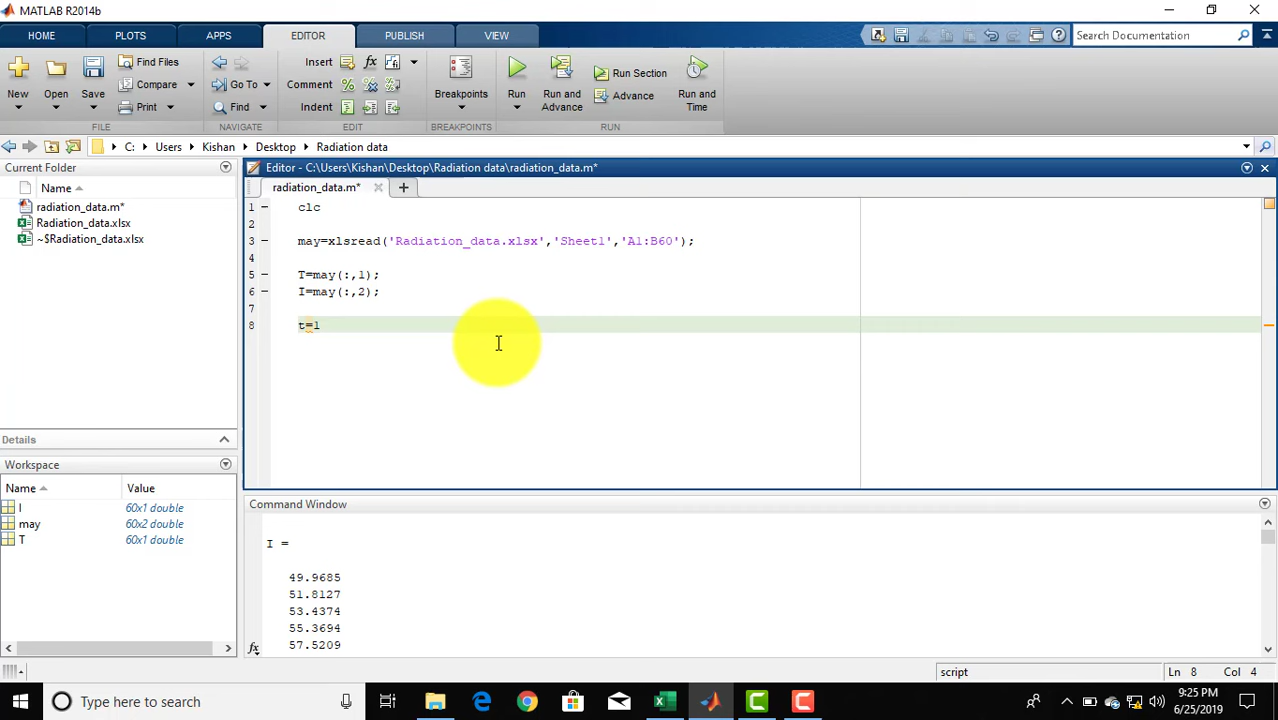 MATLAB R2014b
HOME PLOTS APPS EDITOR PUBLISH VIEW
Search Documentation
New Open Save Find Files Compare Print
Go To Find
Insert Comment Indent
Breakpoints
Run Run and Advance Run Section Advance Run and Time
FILE NAVIGATE EDIT BREAKPOINTS RUN
C: Users Kishan Desktop Radiation data
Current Folder
Name
radiation_data.m*
Radiation_data.xlsx
~$Radiation_data.xlsx
Details
Workspace
Name Value
I 60x1 double
may 60x2 double
T 60x1 double
Editor - C:\Users\Kishan\Desktop\Radiation data\radiation_data.m*
radiation_data.m*
1 clc
2
3 may=xlsread('Radiation_data.xlsx','Sheet1','A1:B60');
4
5 T=may(:,1);
6 I=may(:,2);
7
8 t=1
Command Window
I =
49.9685
51.8127
53.4374
55.3694
57.5209
fx
script Ln 8 Col 4
Type here to search
9:25 PM
6/25/2019